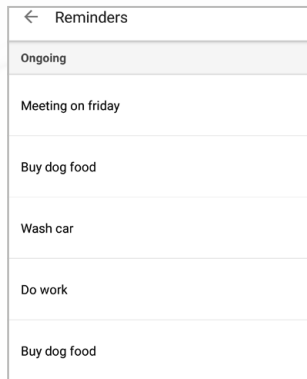 Reminders
Ongoing
Meeting on friday
Buy dog food
Wash car
Do work
Buy dog food